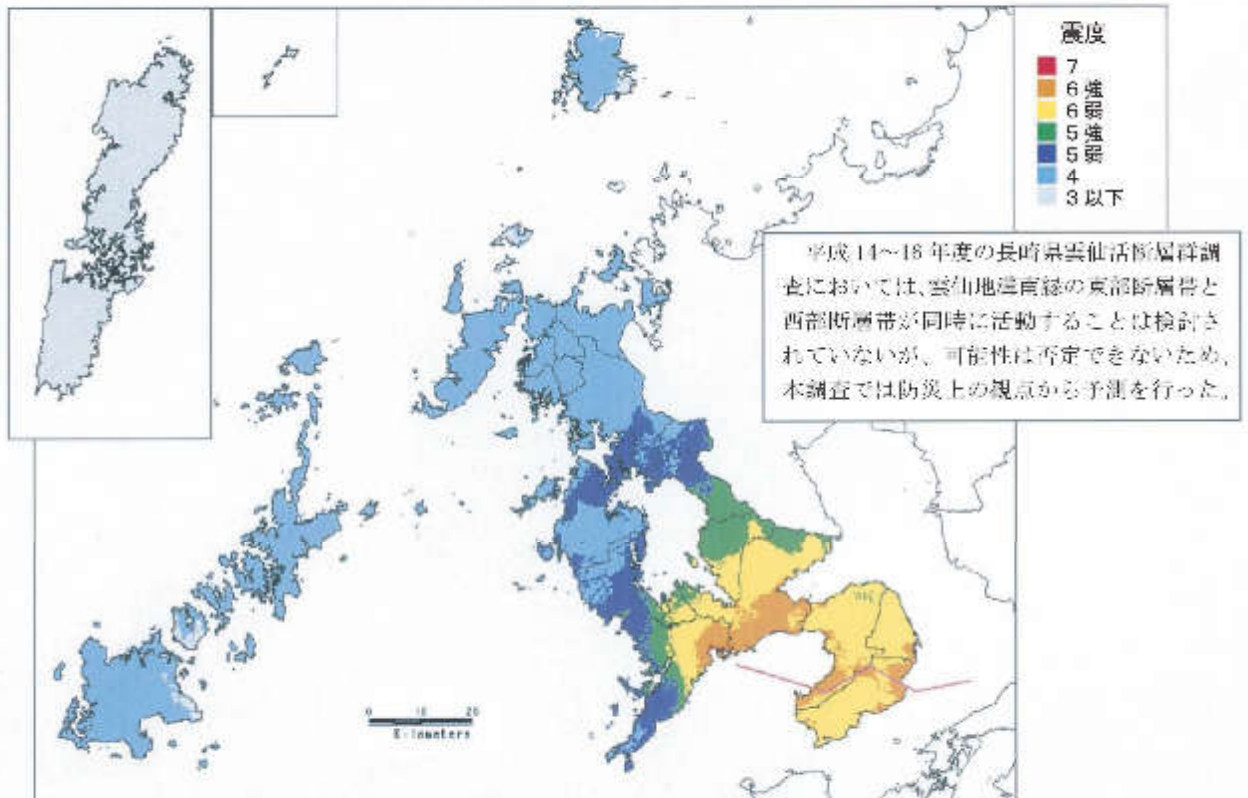 震度
7
6強
6弱
5強
5弱
4
3以下
平成14～16年度の長崎県雲仙活断層群調
査においては、雲仙地溝南縁の東部断層帯と
西部断層帯が同時に活動することは検討さ
れていないが、可能性は否定できないため、
本調査では防災上の観点から予測を行った。
0 10 20
Kilometers